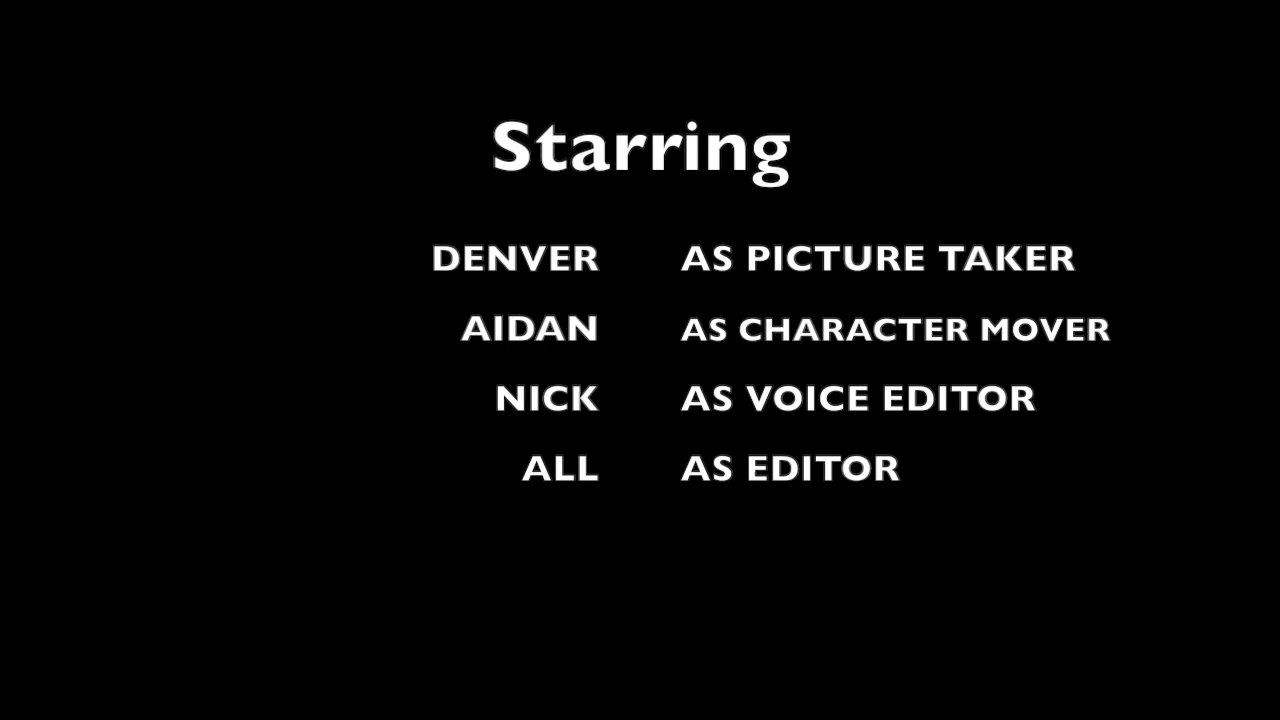 Starring
DENVER AS PICTURE TAKER
AIDAN AS CHARACTER MOVER
NICK AS VOICE EDITOR
ALL AS EDITOR